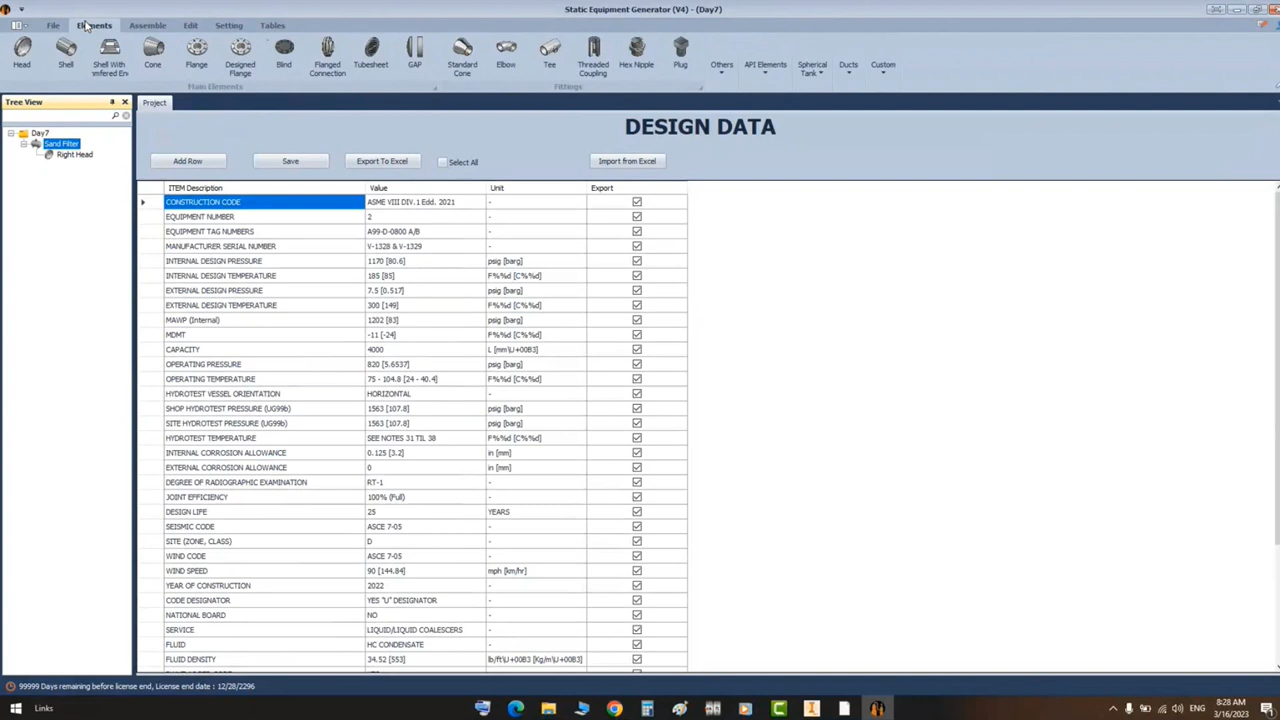 Static Equipment Generator (V4) - (Day7)
File Elements Assemble Edit Setting Tables
Head Shell Shell With Cone Flange Designed Blind Flanged Tubesheet GAP Standard Elbow Tee Threaded Hex Nipple Plug Others API Elements Spherical Ducts Custom
mfered En Flange Connection Cone Coupling Tank
Main Elements Fittings
Tree View Project
Day7
Sand Filter
Right Head
DESIGN DATA
Add Row Save Export To Excel Select All Import from Excel
ITEM Description Value Unit Export
CONSTRUCTION CODE ASME VIII DIV.1 Edd. 2021 -
EQUIPMENT NUMBER 2 -
EQUIPMENT TAG NUMBERS A99-D-0800 A/B -
MANUFACTURER SERIAL NUMBER V-1328 & V-1329 -
INTERNAL DESIGN PRESSURE 1170 [80.6] psig [barg]
INTERNAL DESIGN TEMPERATURE 185 [85] F%%d [C%%d]
EXTERNAL DESIGN PRESSURE 7.5 [0.517] psig [barg]
EXTERNAL DESIGN TEMPERATURE 300 [149] F%%d [C%%d]
MAWP (Internal) 1202 [83] psig [barg]
MDMT -11 [-24] F%%d [C%%d]
CAPACITY 4000 L [mm\U+00B3]
OPERATING PRESSURE 820 [5.6537] psig [barg]
OPERATING TEMPERATURE 75 - 104.8 [24 - 40.4] F%%d [C%%d]
HYDROTEST VESSEL ORIENTATION HORIZONTAL -
SHOP HYDROTEST PRESSURE (UG99b) 1563 [107.8] psig [barg]
SITE HYDROTEST PRESSURE (UG99b) 1563 [107.8] psig [barg]
HYDROTEST TEMPERATURE SEE NOTES 31 TIL 38 F%%d [C%%d]
INTERNAL CORROSION ALLOWANCE 0.125 [3.2] in [mm]
EXTERNAL CORROSION ALLOWANCE 0 in [mm]
DEGREE OF RADIOGRAPHIC EXAMINATION RT-1 -
JOINT EFFICIENCY 100% (Full) -
DESIGN LIFE 25 YEARS
SEISMIC CODE ASCE 7-05 -
SITE (ZONE, CLASS) D -
WIND CODE ASCE 7-05 -
WIND SPEED 90 [144.84] mph [km/hr]
YEAR OF CONSTRUCTION 2022 -
CODE DESIGNATOR YES "U" DESIGNATOR -
NATIONAL BOARD NO -
SERVICE LIQUID/LIQUID COALESCERS -
FLUID HC CONDENSATE -
FLUID DENSITY 34.52 [553] lb/ft\U+00B3 [Kg/m\U+00B3]
99999 Days remaining before license end, License end date : 12/28/2296
Links
8:28 AM
3/16/2023